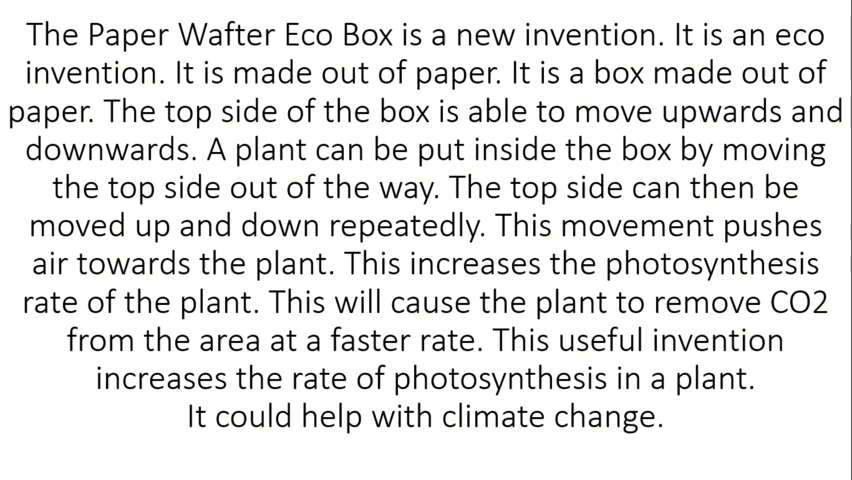 The Paper Wafter Eco Box is a new invention. It is an eco
invention. It is made out of paper. It is a box made out of
paper. The top side of the box is able to move upwards and
downwards. A plant can be put inside the box by moving
the top side out of the way. The top side can then be
moved up and down repeatedly. This movement pushes
air towards the plant. This increases the photosynthesis
rate of the plant. This will cause the plant to remove CO2
from the area at a faster rate. This useful invention
increases the rate of photosynthesis in a plant.
It could help with climate change.